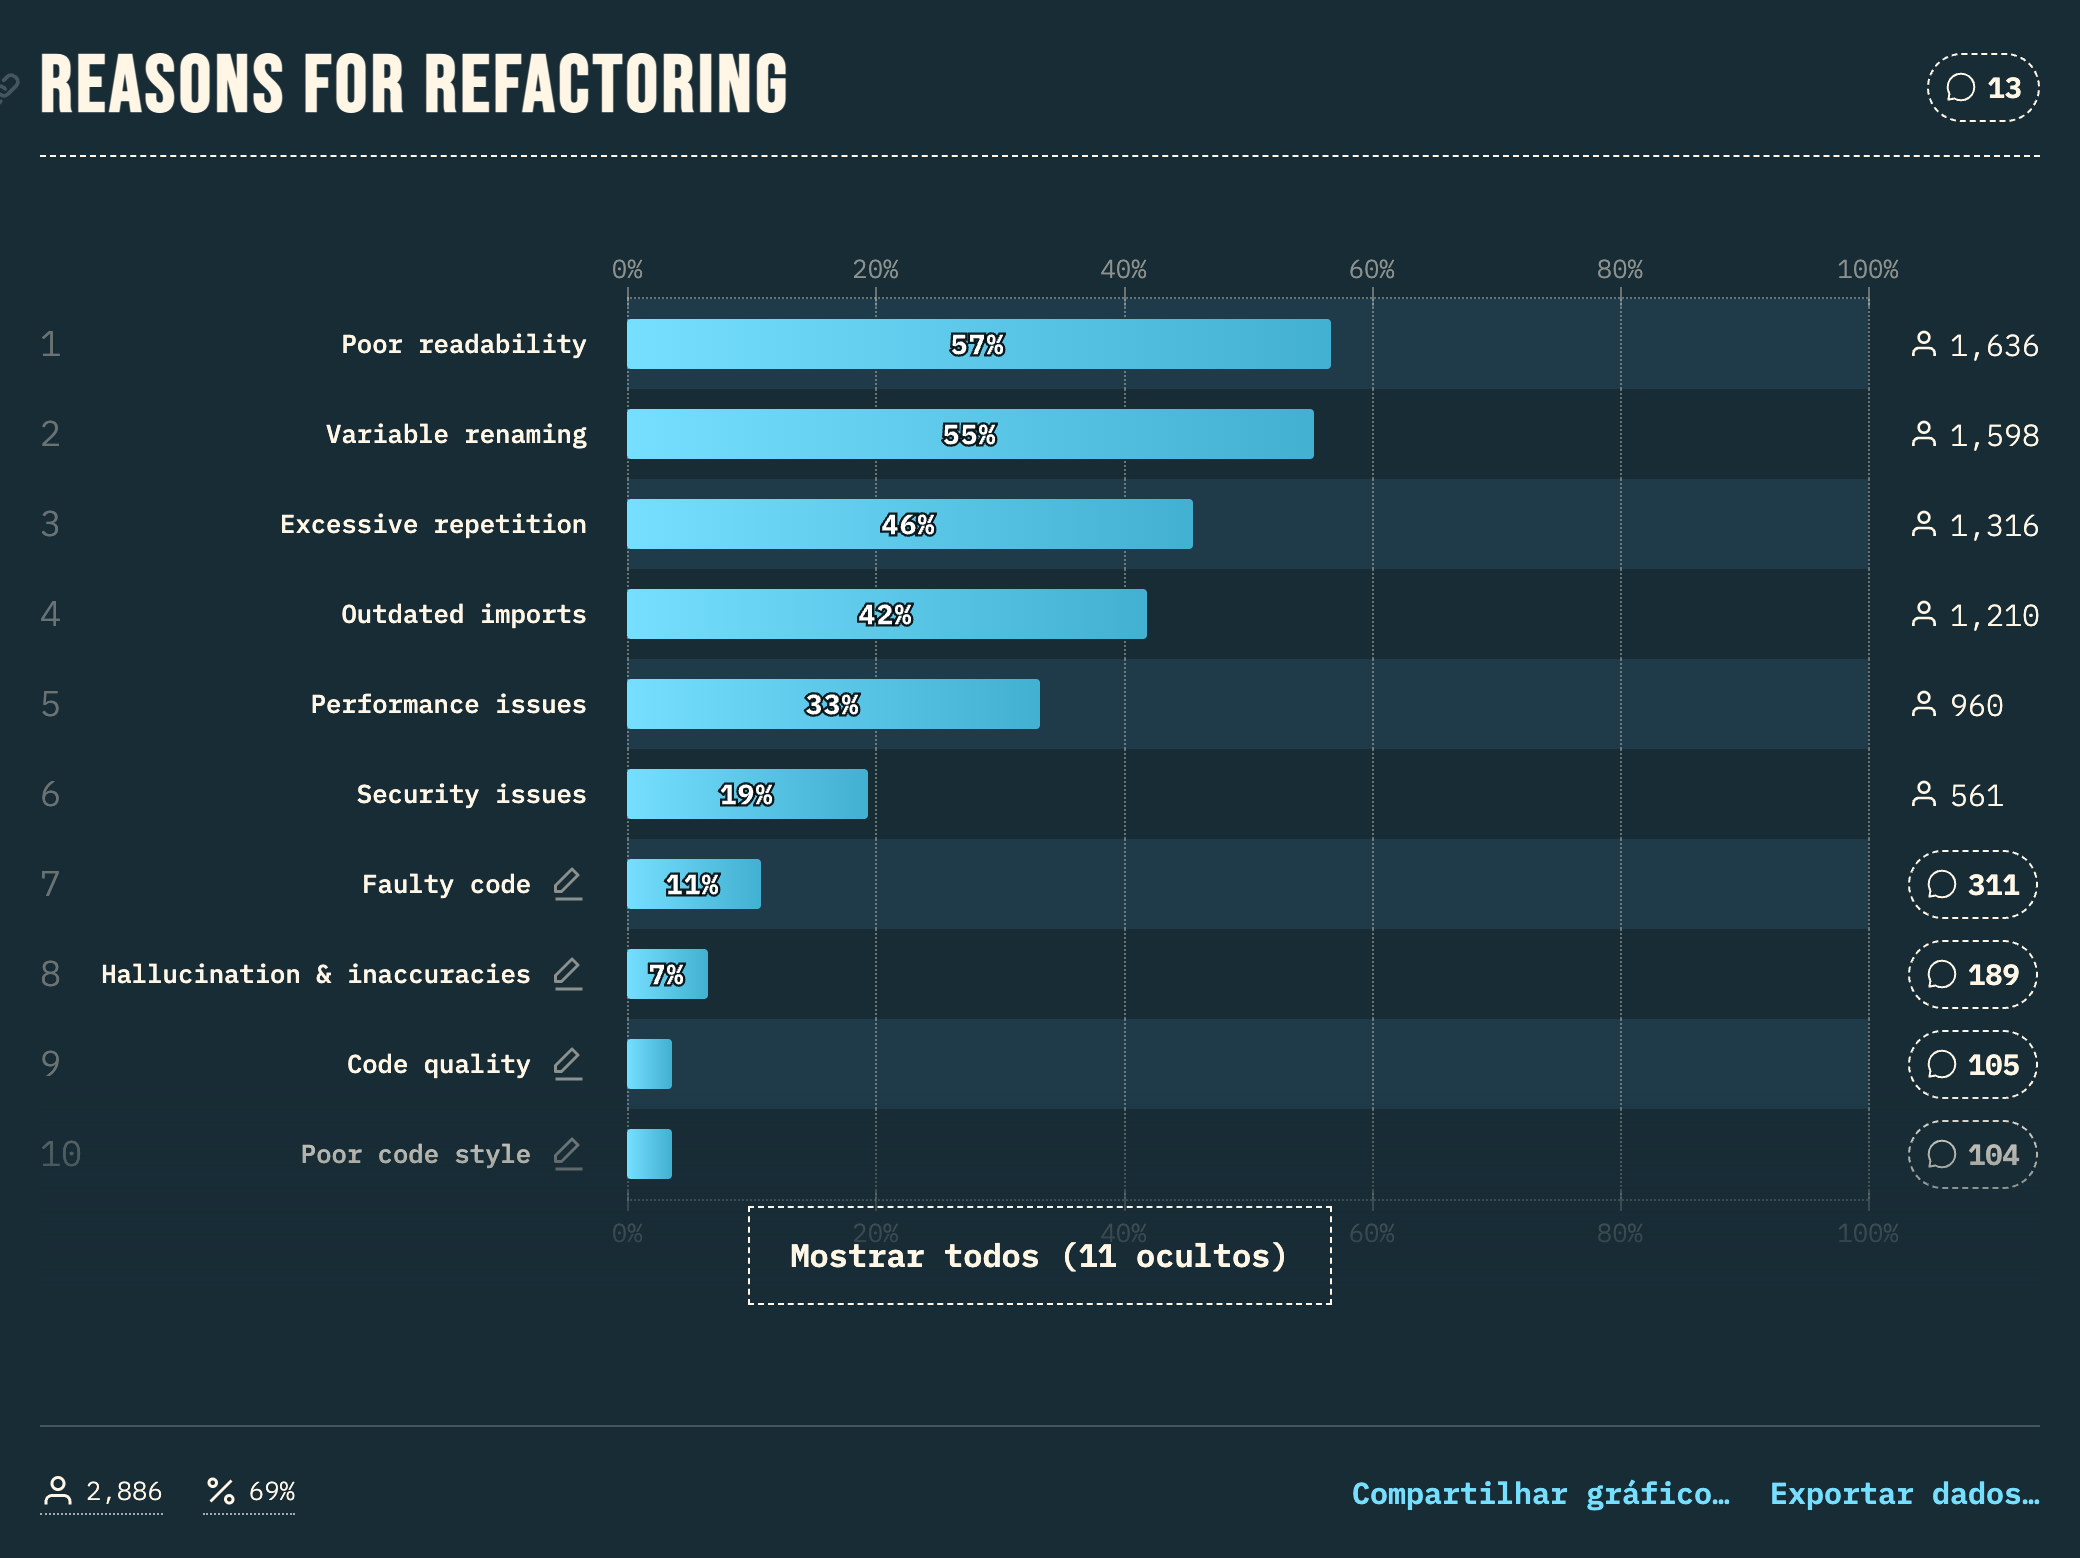 REASONS FOR REFACTORING
13
0% 20% 40% 60% 80% 100%
1 Poor readability 57% 1,636
2 Variable renaming 55% 1,598
3 Excessive repetition 46% 1,316
4 Outdated imports 42% 1,210
5 Performance issues 33% 960
6 Security issues 19% 561
7 Faulty code 11% 311
8 Hallucination & inaccuracies 7% 189
9 Code quality 105
10 Poor code style 104
0% 20% 40% 60% 80% 100%
Mostrar todos (11 ocultos)
2,886 69% Compartilhar gráfico… Exportar dados…